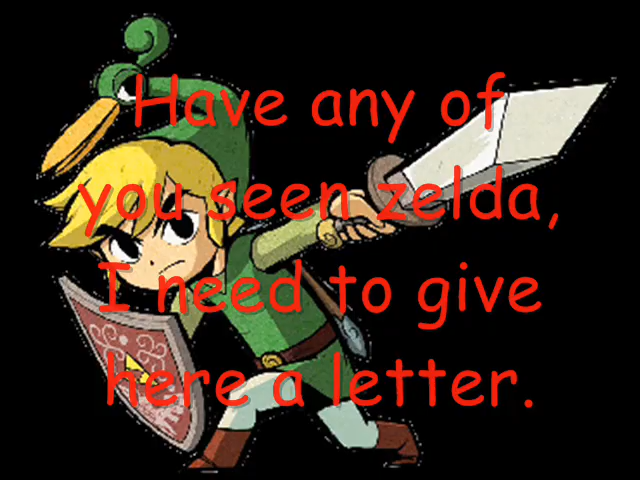 Have any of
you seen zelda,
I need to give
here a letter.